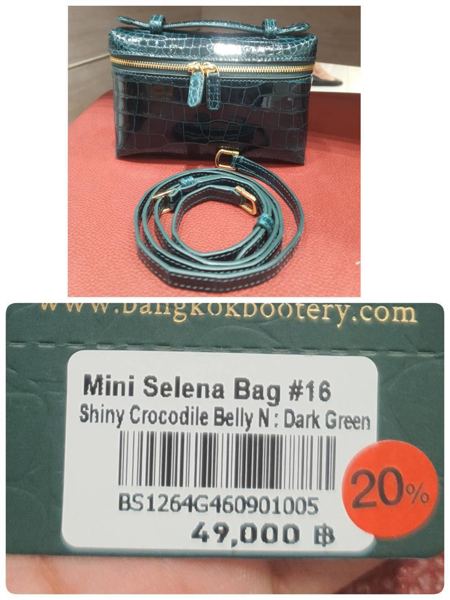 www.bangkokbootery.com
Mini Selena Bag #16
Shiny Crocodile Belly N : Dark Green
BS1264G460901005
49,000 ฿
20%